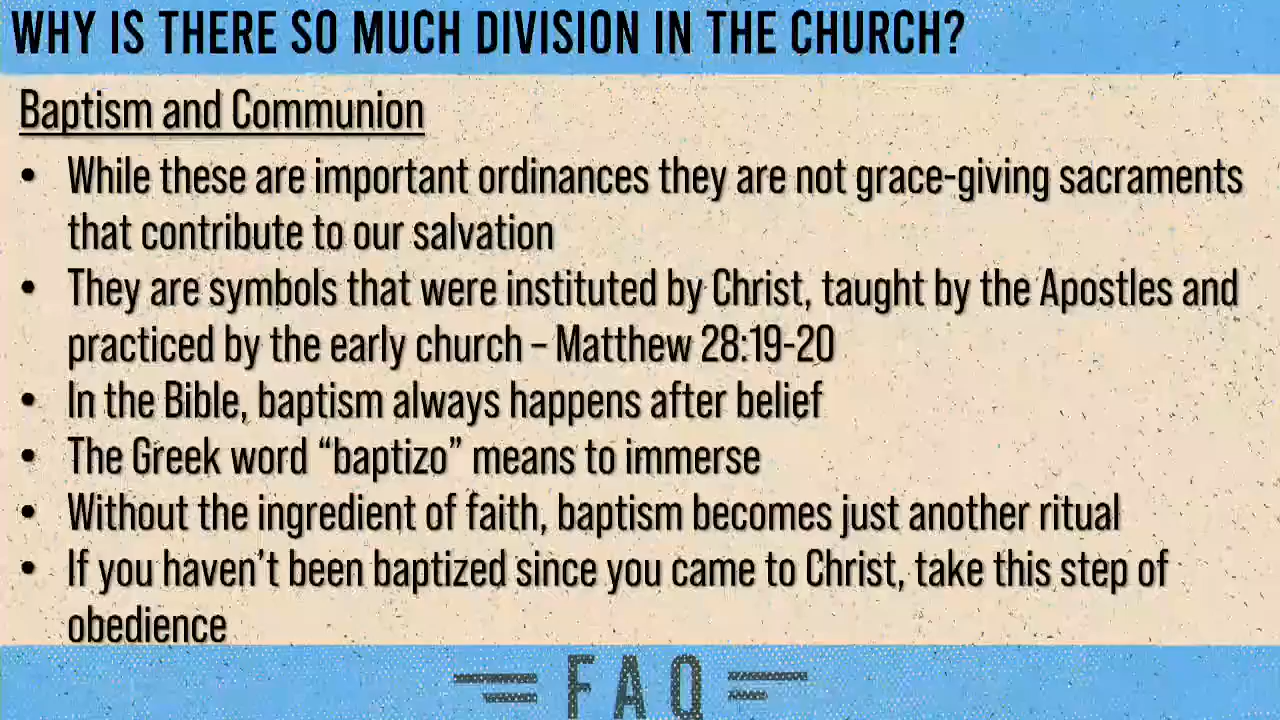 WHY IS THERE SO MUCH DIVISION IN THE CHURCH?
Baptism and Communion
• While these are important ordinances they are not grace-giving sacraments
that contribute to our salvation
• They are symbols that were instituted by Christ, taught by the Apostles and
practiced by the early church – Matthew 28:19-20
• In the Bible, baptism always happens after belief
• The Greek word “baptizo” means to immerse
• Without the ingredient of faith, baptism becomes just another ritual
• If you haven’t been baptized since you came to Christ, take this step of
obedience
FAQ